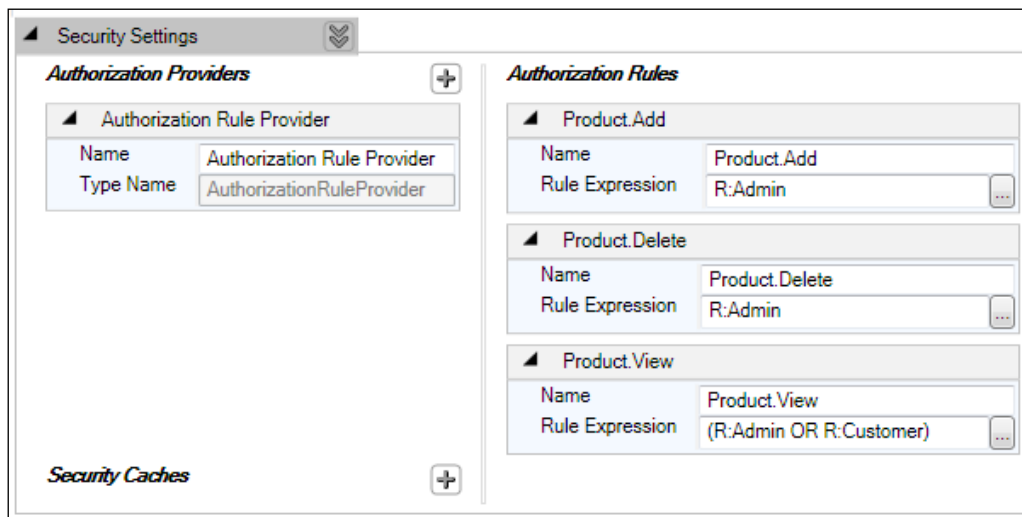 Security Settings
Authorization Providers
Authorization Rule Provider
Name Authorization Rule Provider
Type Name AuthorizationRuleProvider
Security Caches
Authorization Rules
Product.Add
Name Product.Add
Rule Expression R:Admin ...
Product.Delete
Name Product.Delete
Rule Expression R:Admin ...
Product.View
Name Product.View
Rule Expression (R:Admin OR R:Customer) ...